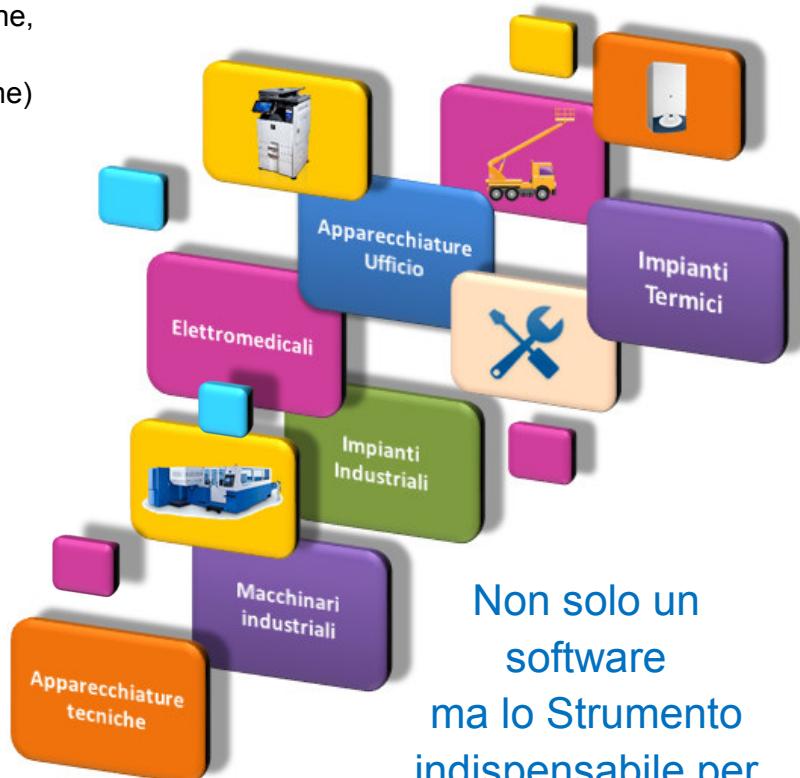 ne,
ne)
Apparecchiature
Ufficio
Impianti
Termici
Elettromedicali
Impianti
Industriali
Macchinari
industriali
Apparecchiature
tecniche
Non solo un
software
ma lo Strumento
indispensabile per